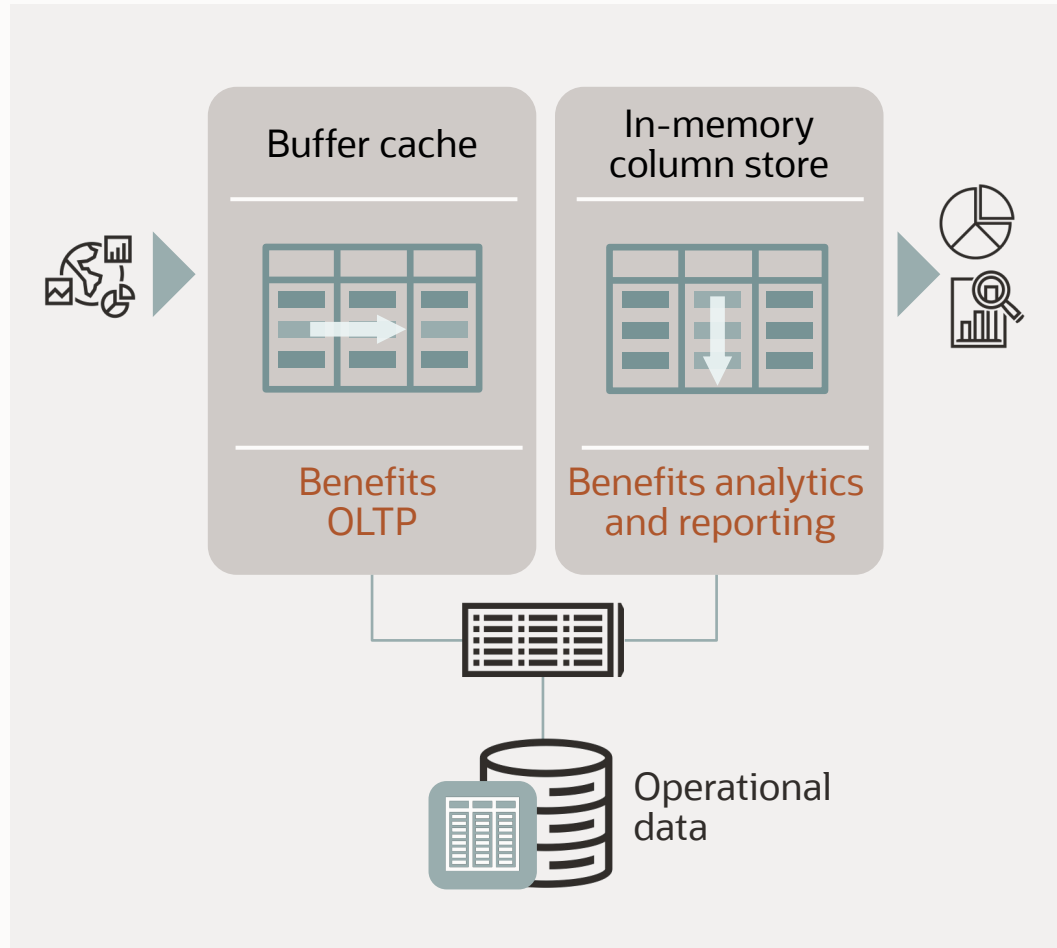 Buffer cache
In-memory
column store
Benefits
OLTP
Benefits analytics
and reporting
Operational
data